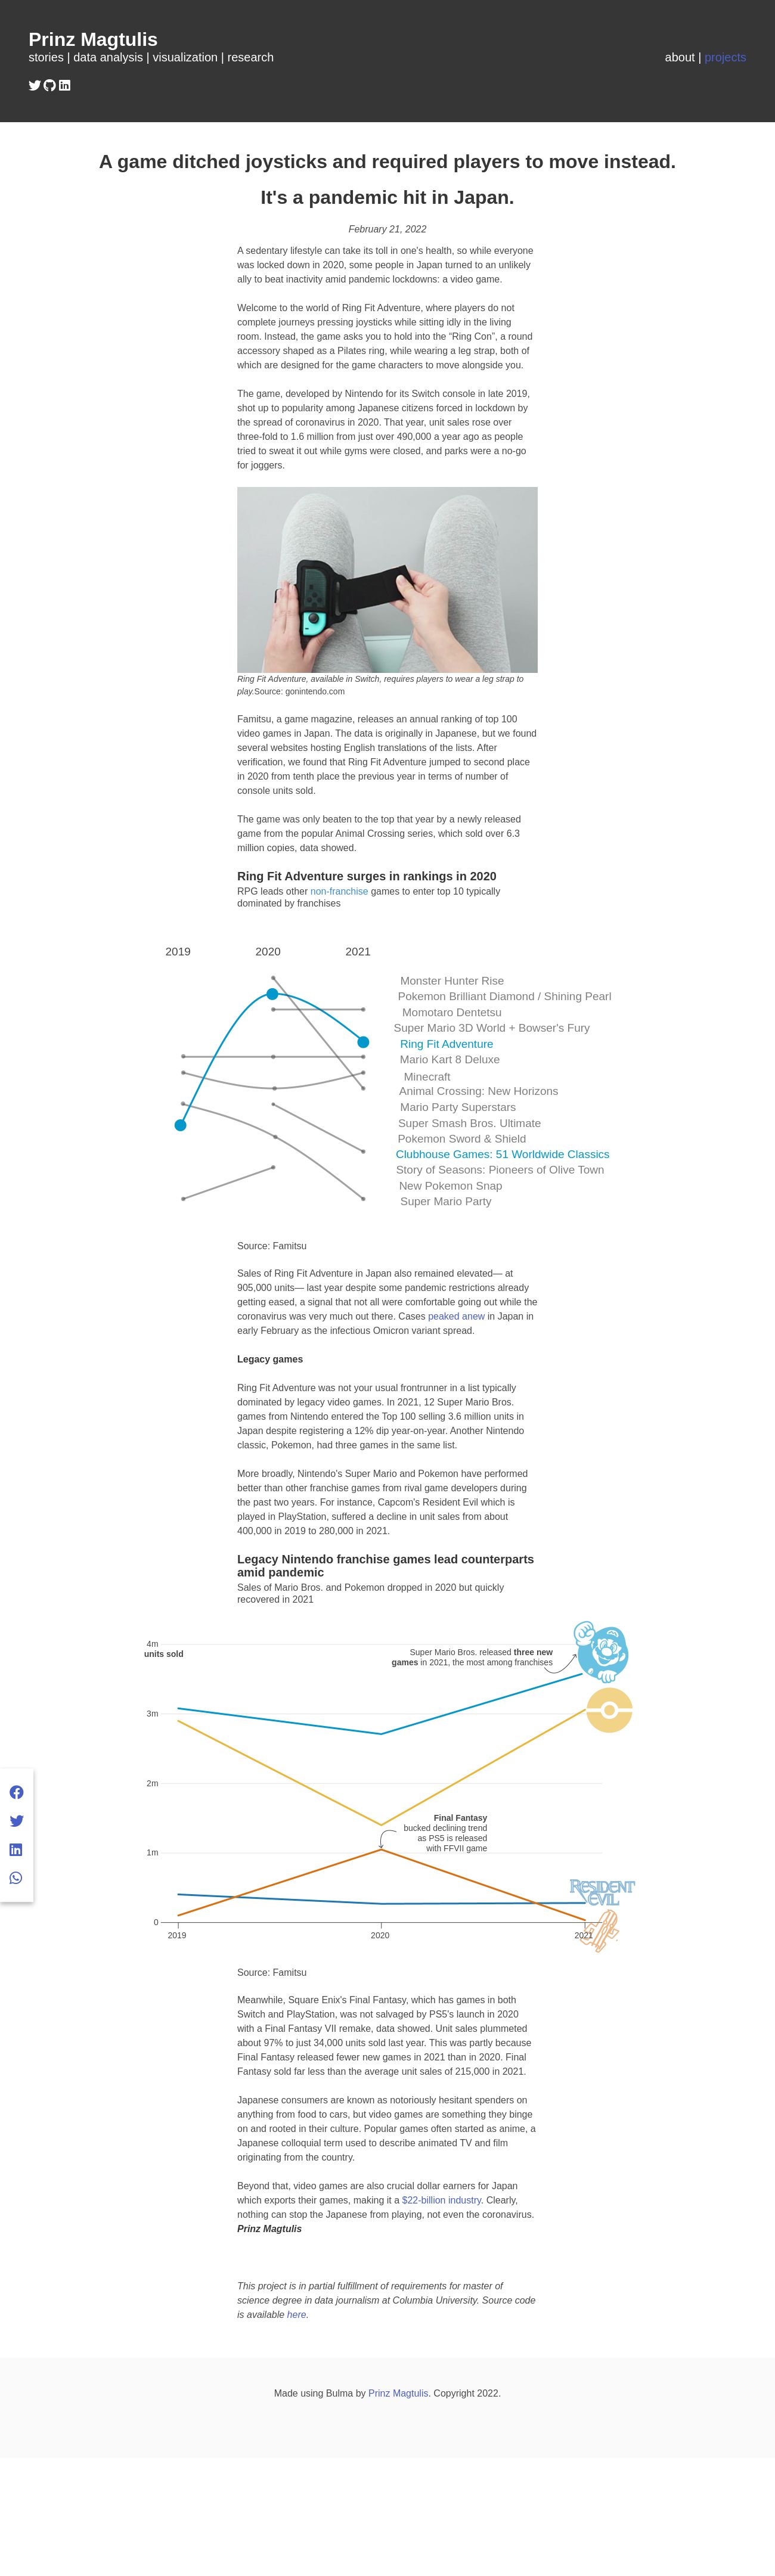 Prinz Magtulis
stories | data analysis | visualization | research
about | projects
A game ditched joysticks and required players to move instead.
It's a pandemic hit in Japan.
February 21, 2022
A sedentary lifestyle can take its toll in one's health, so while everyone
was locked down in 2020, some people in Japan turned to an unlikely
ally to beat inactivity amid pandemic lockdowns: a video game.
Welcome to the world of Ring Fit Adventure, where players do not
complete journeys pressing joysticks while sitting idly in the living
room. Instead, the game asks you to hold into the “Ring Con”, a round
accessory shaped as a Pilates ring, while wearing a leg strap, both of
which are designed for the game characters to move alongside you.
The game, developed by Nintendo for its Switch console in late 2019,
shot up to popularity among Japanese citizens forced in lockdown by
the spread of coronavirus in 2020. That year, unit sales rose over
three-fold to 1.6 million from just over 490,000 a year ago as people
tried to sweat it out while gyms were closed, and parks were a no-go
for joggers.
Ring Fit Adventure, available in Switch, requires players to wear a leg strap to
play.Source: gonintendo.com
Famitsu, a game magazine, releases an annual ranking of top 100
video games in Japan. The data is originally in Japanese, but we found
several websites hosting English translations of the lists. After
verification, we found that Ring Fit Adventure jumped to second place
in 2020 from tenth place the previous year in terms of number of
console units sold.
The game was only beaten to the top that year by a newly released
game from the popular Animal Crossing series, which sold over 6.3
million copies, data showed.
Ring Fit Adventure surges in rankings in 2020
RPG leads other non-franchise games to enter top 10 typically
dominated by franchises
2019 2020 2021
Monster Hunter Rise
Pokemon Brilliant Diamond / Shining Pearl
Momotaro Dentetsu
Super Mario 3D World + Bowser's Fury
Ring Fit Adventure
Mario Kart 8 Deluxe
Minecraft
Animal Crossing: New Horizons
Mario Party Superstars
Super Smash Bros. Ultimate
Pokemon Sword & Shield
Clubhouse Games: 51 Worldwide Classics
Story of Seasons: Pioneers of Olive Town
New Pokemon Snap
Super Mario Party
Source: Famitsu
Sales of Ring Fit Adventure in Japan also remained elevated— at
905,000 units— last year despite some pandemic restrictions already
getting eased, a signal that not all were comfortable going out while the
coronavirus was very much out there. Cases peaked anew in Japan in
early February as the infectious Omicron variant spread.
Legacy games
Ring Fit Adventure was not your usual frontrunner in a list typically
dominated by legacy video games. In 2021, 12 Super Mario Bros.
games from Nintendo entered the Top 100 selling 3.6 million units in
Japan despite registering a 12% dip year-on-year. Another Nintendo
classic, Pokemon, had three games in the same list.
More broadly, Nintendo's Super Mario and Pokemon have performed
better than other franchise games from rival game developers during
the past two years. For instance, Capcom's Resident Evil which is
played in PlayStation, suffered a decline in unit sales from about
400,000 in 2019 to 280,000 in 2021.
Legacy Nintendo franchise games lead counterparts
amid pandemic
Sales of Mario Bros. and Pokemon dropped in 2020 but quickly
recovered in 2021
4m
units sold
Super Mario Bros. released three new
games in 2021, the most among franchises
3m
2m
Final Fantasy
bucked declining trend
as PS5 is released
with FFVII game
1m
RESIDENT
EVIL
0
2019 2020 2021
Source: Famitsu
Meanwhile, Square Enix's Final Fantasy, which has games in both
Switch and PlayStation, was not salvaged by PS5's launch in 2020
with a Final Fantasy VII remake, data showed. Unit sales plummeted
about 97% to just 34,000 units sold last year. This was partly because
Final Fantasy released fewer new games in 2021 than in 2020. Final
Fantasy sold far less than the average unit sales of 215,000 in 2021.
Japanese consumers are known as notoriously hesitant spenders on
anything from food to cars, but video games are something they binge
on and rooted in their culture. Popular games often started as anime, a
Japanese colloquial term used to describe animated TV and film
originating from the country.
Beyond that, video games are also crucial dollar earners for Japan
which exports their games, making it a $22-billion industry. Clearly,
nothing can stop the Japanese from playing, not even the coronavirus.
Prinz Magtulis
This project is in partial fulfillment of requirements for master of
science degree in data journalism at Columbia University. Source code
is available here.
Made using Bulma by Prinz Magtulis. Copyright 2022.